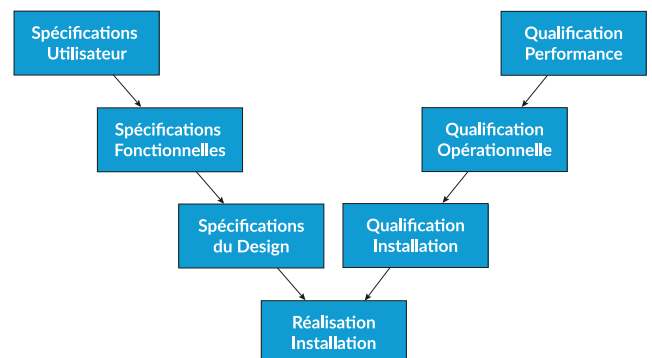 Spécifications
Utilisateur
Qualification
Performance
Spécifications
Fonctionnelles
Qualification
Opérationnelle
Spécifications
du Design
Qualification
Installation
Réalisation
Installation